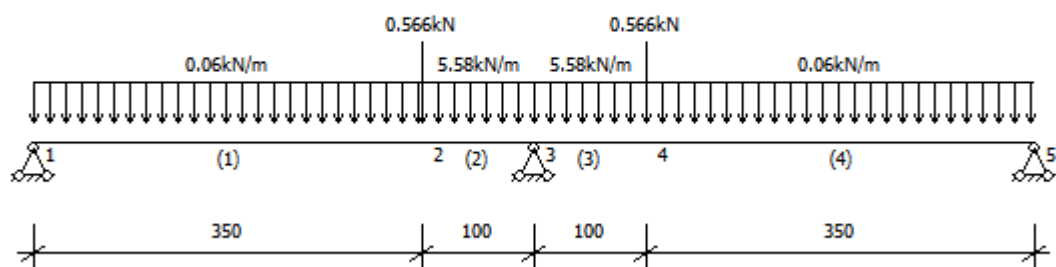 0.566kN 0.566kN
0.06kN/m 5.58kN/m 5.58kN/m 0.06kN/m
1 (1) 2 (2) 3 (3) 4 (4) 5
350 100 100 350